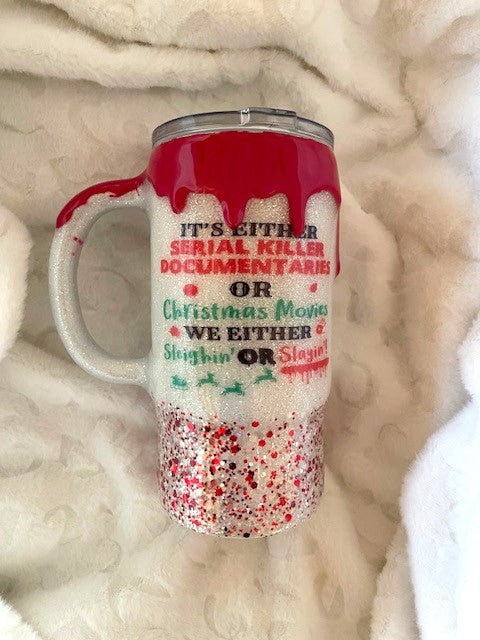 IT'S EITHER
SERIAL KILLER
DOCUMENTARIES
OR
Christmas Movies
WE EITHER
Sleighin' OR Slayin'!